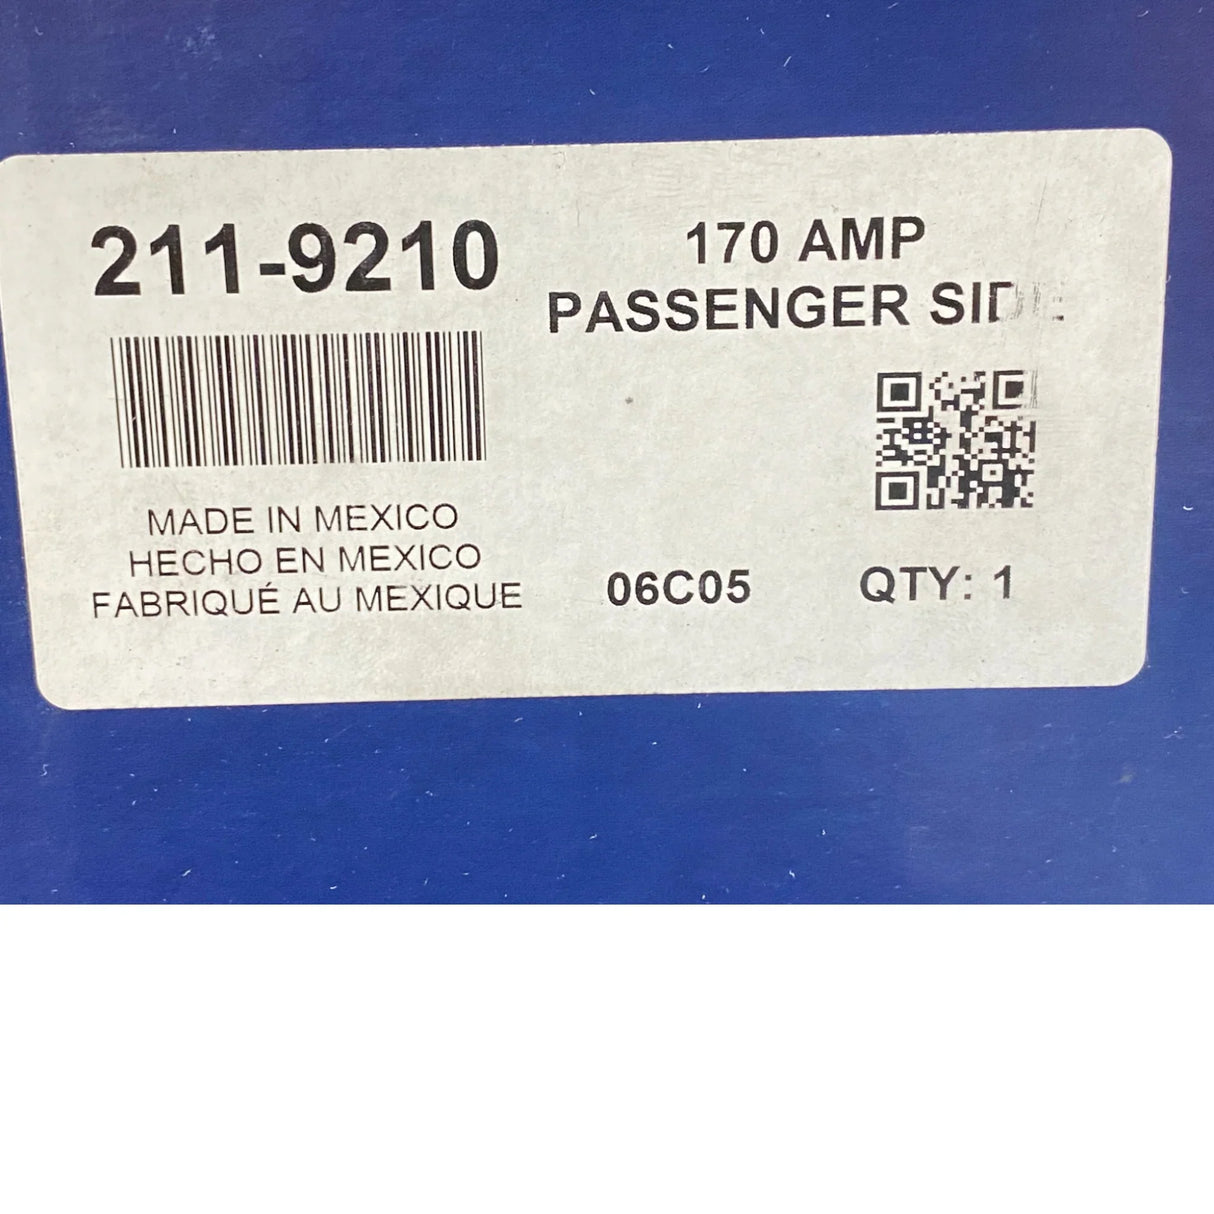 211-9210
170 AMP
PASSENGER SIDE
MADE IN MEXICO
HECHO EN MEXICO
FABRIQUÉ AU MEXIQUE
06C05
QTY: 1